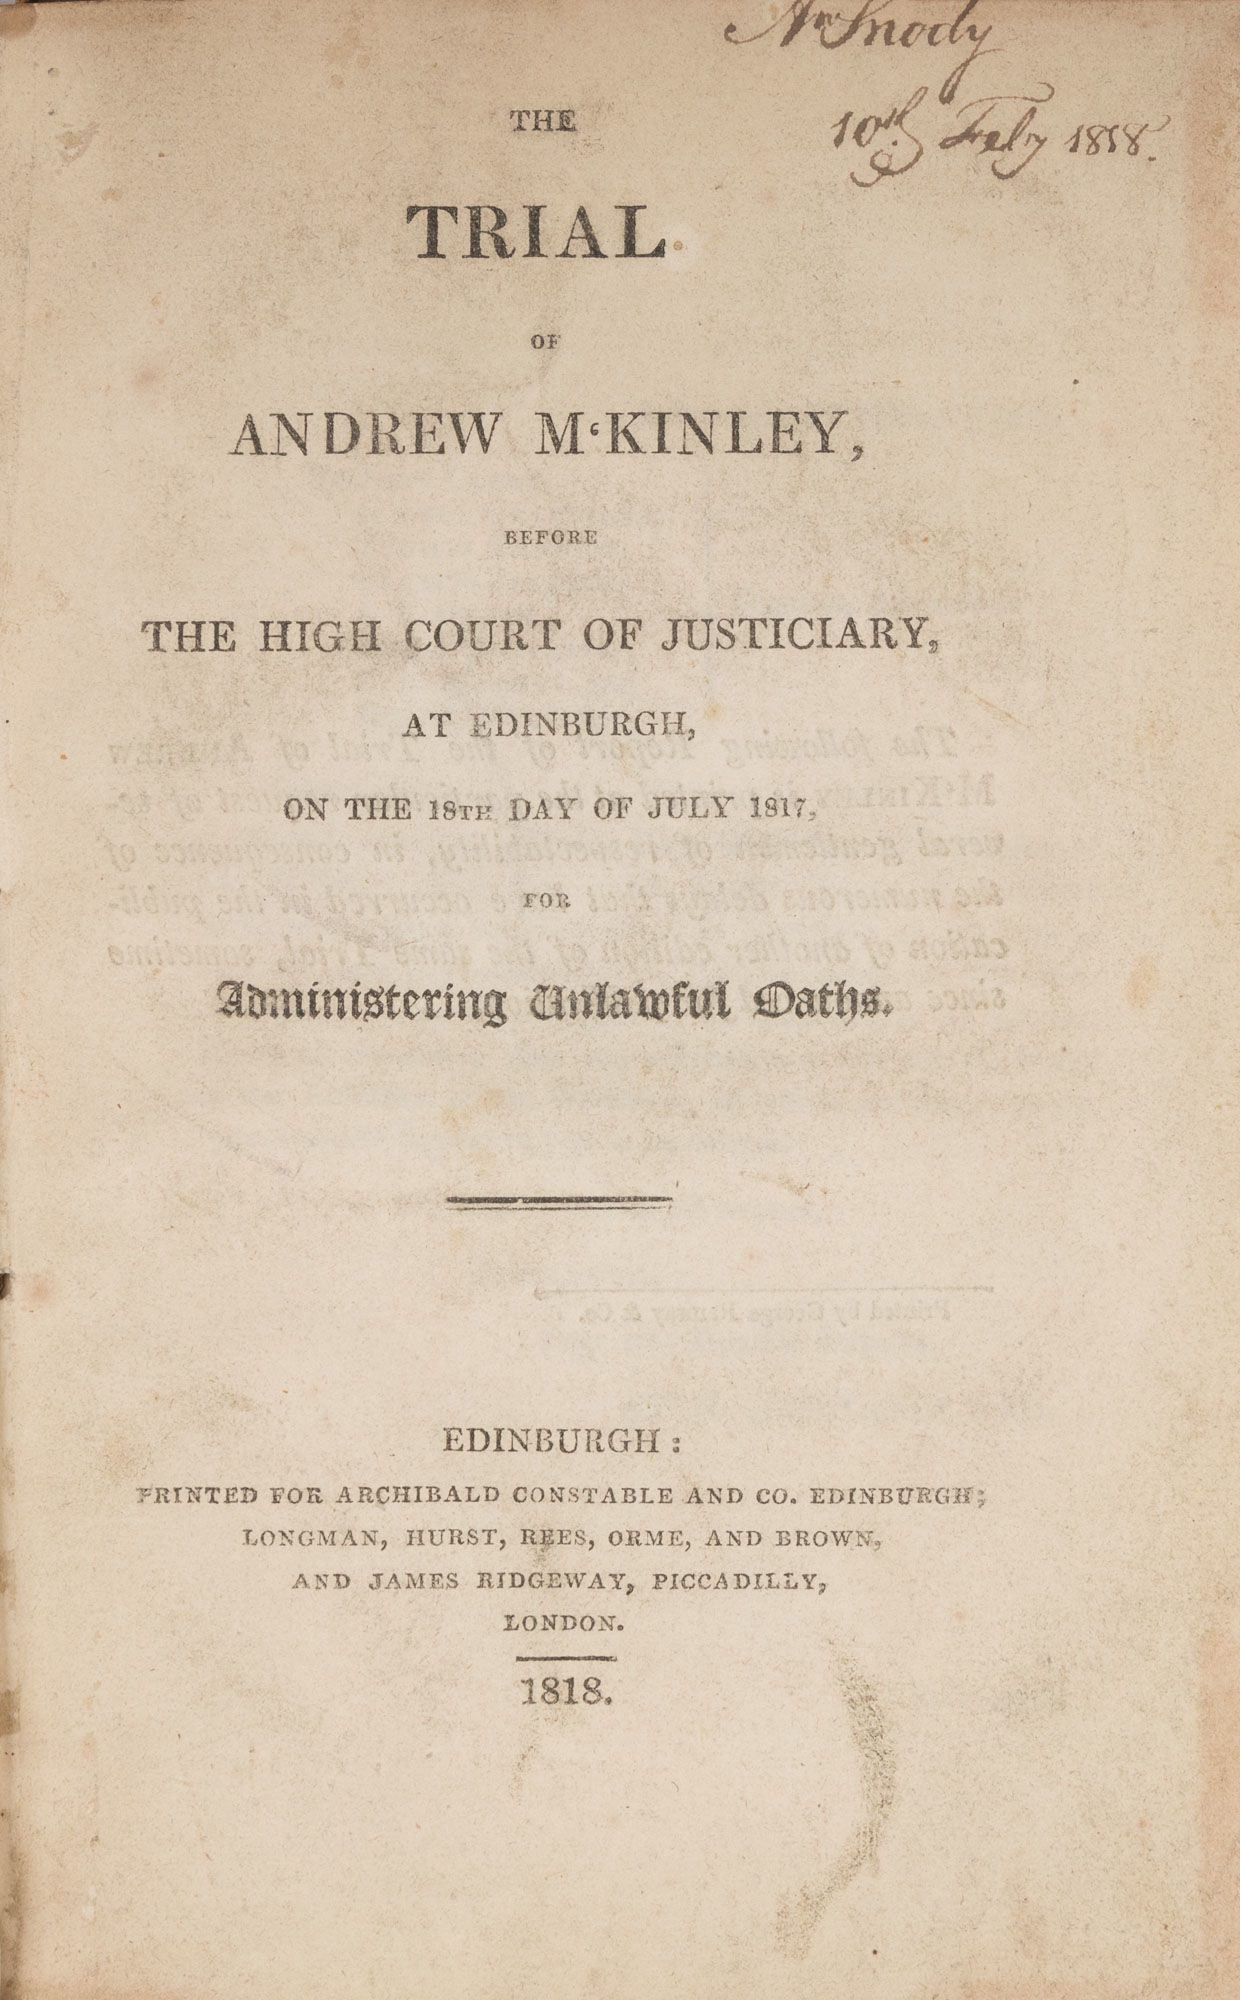 Aw Snody
10th Feby 1818.
THE
TRIAL
OF
ANDREW M‘KINLEY,
BEFORE
THE HIGH COURT OF JUSTICIARY,
AT EDINBURGH,
ON THE 18TH DAY OF JULY 1817,
FOR
Administering Unlawful Oaths.
EDINBURGH:
PRINTED FOR ARCHIBALD CONSTABLE AND CO. EDINBURGH;
LONGMAN, HURST, REES, ORME, AND BROWN,
AND JAMES RIDGEWAY, PICCADILLY,
LONDON.
1818.